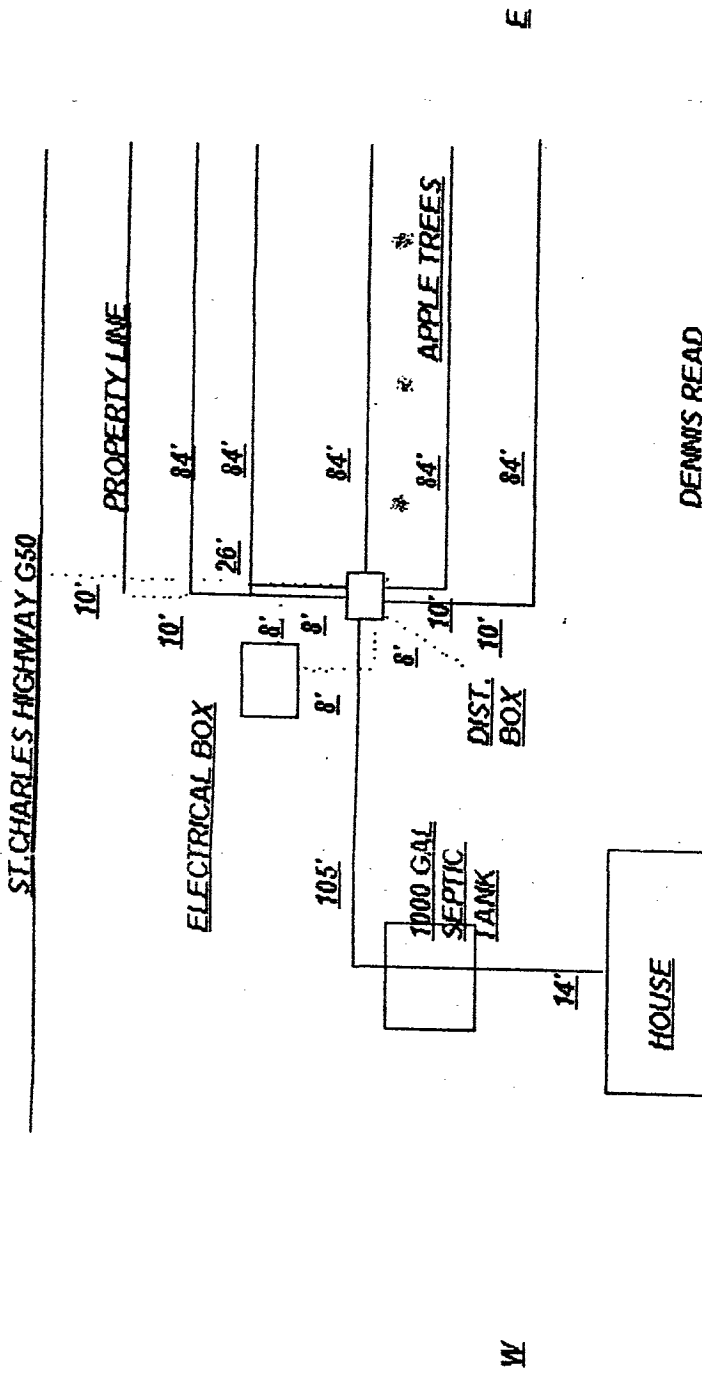 ST. CHARLES HIGHWAY G50
10'
PROPERTY LINE
10'
84'
26'
84'
ELECTRICAL BOX
8'
8'
8'
84'
105'
8'
10'
84'
APPLE TREES
10'
84'
DIST.
BOX
1000 GAL
SEPTIC
TANK
14'
W
E
HOUSE
DENNIS READ